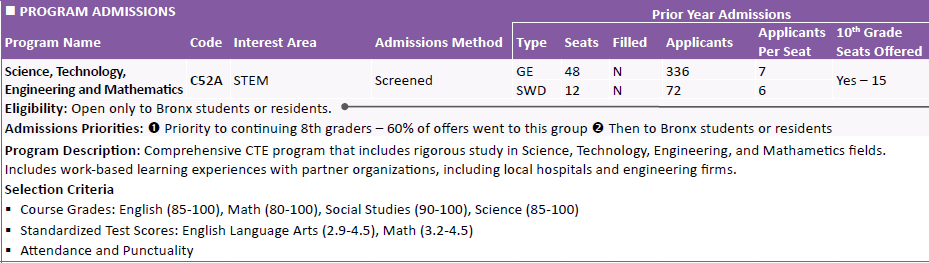 ■ PROGRAM ADMISSIONS
Prior Year Admissions
Program Name Code Interest Area Admissions Method Type Seats Filled Applicants Applicants Per Seat 10th Grade Seats Offered
Science, Technology,
Engineering and Mathematics C52A STEM Screened Yes – 15
GE 48 N 336 7
SWD 12 N 72 6
Eligibility: Open only to Bronx students or residents.
Admissions Priorities: ❶ Priority to continuing 8th graders – 60% of offers went to this group ❷ Then to Bronx students or residents
Program Description: Comprehensive CTE program that includes rigorous study in Science, Technology, Engineering, and Mathametics fields.
Includes work-based learning experiences with partner organizations, including local hospitals and engineering firms.
Selection Criteria
▪ Course Grades: English (85-100), Math (80-100), Social Studies (90-100), Science (85-100)
▪ Standardized Test Scores: English Language Arts (2.9-4.5), Math (3.2-4.5)
▪ Attendance and Punctuality